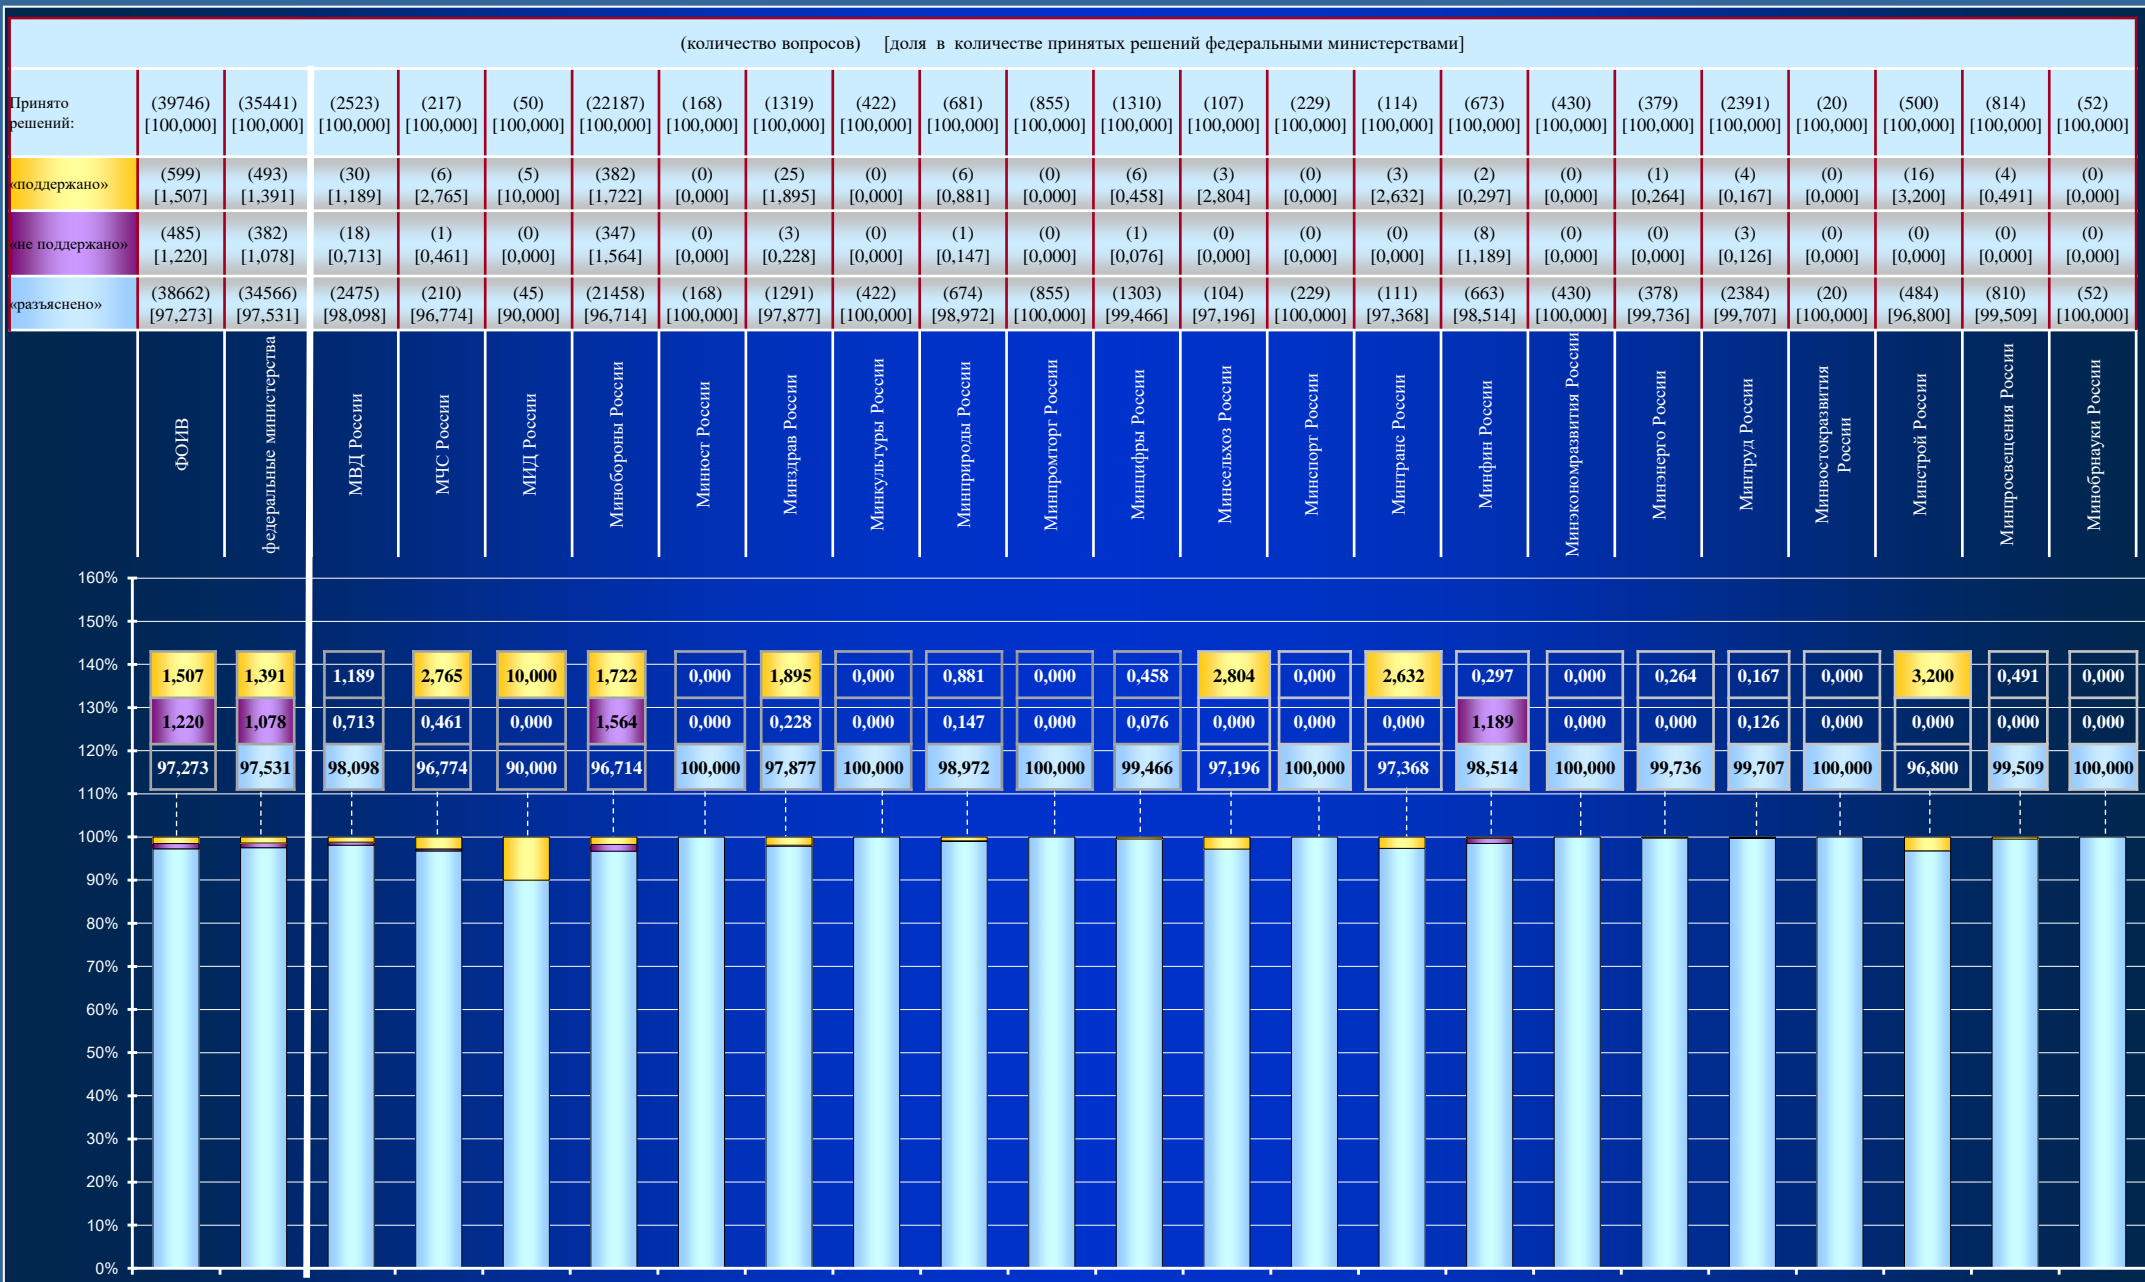 (количество вопросов) [доля в количестве принятых решений федеральными министерствами]
Принято решений: (39746) (35441) (2523) (217) (50) (22187) (168) (1319) (422) (681) (855) (1310) (107) (229) (114) (673) (430) (379) (2391) (20) (500) (814) (52)
[100,000] [100,000] [100,000] [100,000] [100,000] [100,000] [100,000] [100,000] [100,000] [100,000] [100,000] [100,000] [100,000] [100,000] [100,000] [100,000] [100,000] [100,000] [100,000] [100,000] [100,000] [100,000] [100,000]
«поддержано» (599) (493) (30) (6) (5) (382) (0) (25) (0) (6) (0) (6) (3) (0) (3) (2) (0) (1) (4) (0) (16) (4) (0)
[1,507] [1,391] [1,189] [2,765] [10,000] [1,722] [0,000] [1,895] [0,000] [0,881] [0,000] [0,458] [2,804] [0,000] [2,632] [0,297] [0,000] [0,264] [0,167] [0,000] [3,200] [0,491] [0,000]
«не поддержано» (485) (382) (18) (1) (0) (347) (0) (3) (0) (1) (0) (1) (0) (0) (0) (8) (0) (0) (3) (0) (0) (0) (0)
[1,220] [1,078] [0,713] [0,461] [0,000] [1,564] [0,000] [0,228] [0,000] [0,147] [0,000] [0,076] [0,000] [0,000] [0,000] [1,189] [0,000] [0,000] [0,126] [0,000] [0,000] [0,000] [0,000]
«разъяснено» (38662) (34566) (2475) (210) (45) (21458) (168) (1291) (422) (674) (855) (1303) (104) (229) (111) (663) (430) (378) (2384) (20) (484) (810) (52)
[97,273] [97,531] [98,098] [96,774] [90,000] [96,714] [100,000] [97,877] [100,000] [98,972] [100,000] [99,466] [97,196] [100,000] [97,368] [98,514] [100,000] [99,736] [99,707] [100,000] [96,800] [99,509] [100,000]
ФОИВ
федеральные министерства
МВД России
МЧС России
МИД России
Минобороны России
Минюст России
Минздрав России
Минкультуры России
Минприроды России
Минпромторг России
Минцифры России
Минсельхоз России
Минспорт России
Минтранс России
Минфин России
Минэкономразвития России
Минэнерго России
Минтруд России
Минвостокразвития
России
Минстрой России
Минпросвещения России
Минобрнауки России
160%
150%
140%
130%
120%
110%
100%
90%
80%
70%
60%
50%
40%
30%
20%
10%
0%
1,507 1,391 1,189 2,765 10,000 1,722 0,000 1,895 0,000 0,881 0,000 0,458 2,804 0,000 2,632 0,297 0,000 0,264 0,167 0,000 3,200 0,491 0,000
1,220 1,078 0,713 0,461 0,000 1,564 0,000 0,228 0,000 0,147 0,000 0,076 0,000 0,000 0,000 1,189 0,000 0,000 0,126 0,000 0,000 0,000 0,000
97,273 97,531 98,098 96,774 90,000 96,714 100,000 97,877 100,000 98,972 100,000 99,466 97,196 100,000 97,368 98,514 100,000 99,736 99,707 100,000 96,800 99,509 100,000